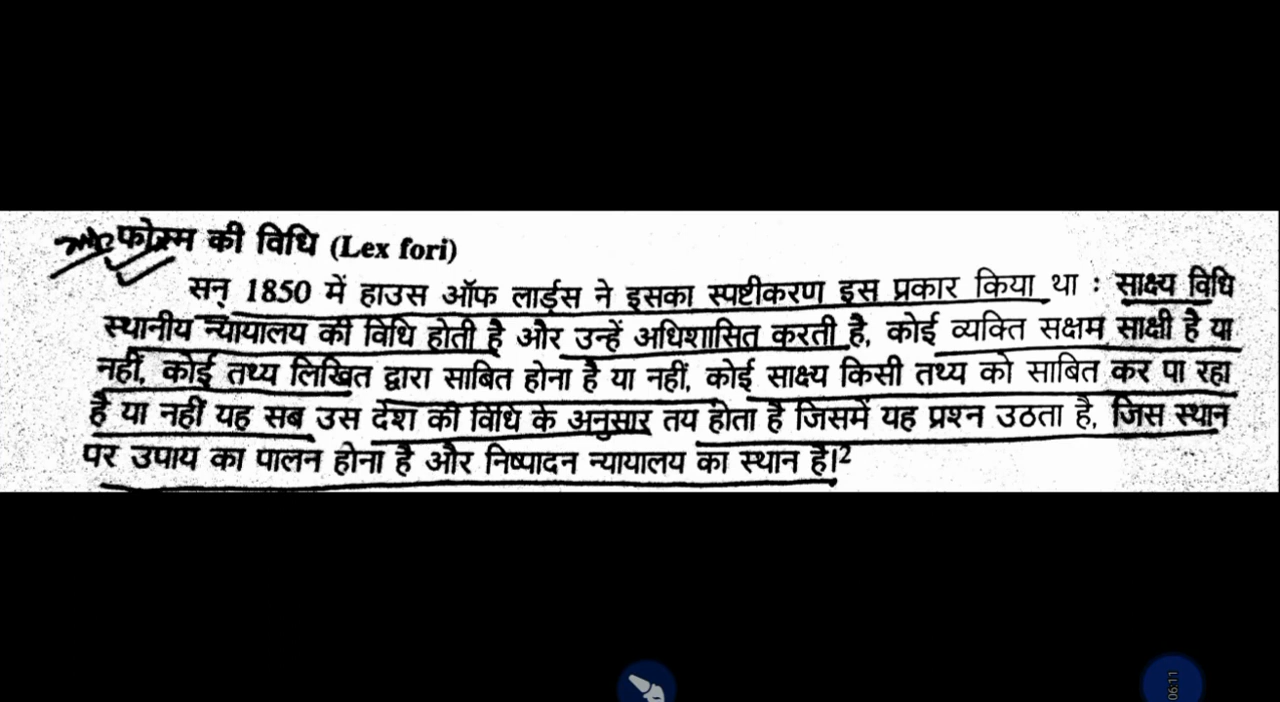 फोरम की विधि (Lex fori)
सन् 1850 में हाउस ऑफ लार्ड्स ने इसका स्पष्टीकरण इस प्रकार किया था : साक्ष्य विधि
स्थानीय न्यायालय की विधि होती है और उन्हें अधिशासित करती है, कोई व्यक्ति सक्षम साक्षी है या
नहीं, कोई तथ्य लिखित द्वारा साबित होना है या नहीं, कोई साक्ष्य किसी तथ्य को साबित कर पा रहा
है या नहीं यह सब उस देश की विधि के अनुसार तय होता है जिसमें यह प्रश्न उठता है, जिस स्थान
पर उपाय का पालन होना है और निष्पादन न्यायालय का स्थान है।2
06:11